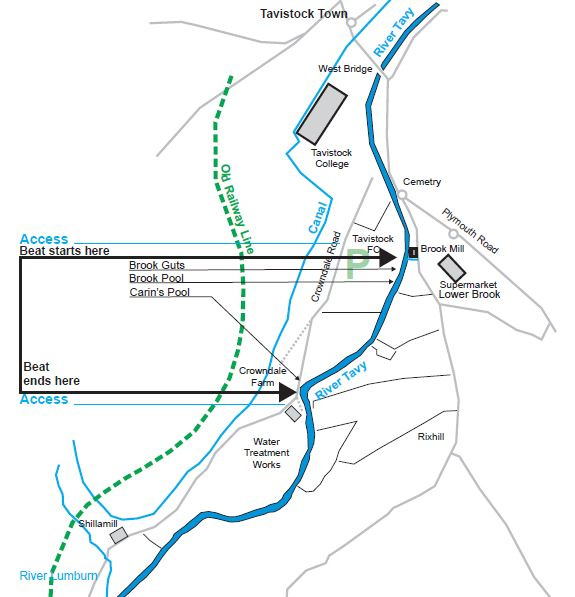 Tavistock Town
River Tavy
West Bridge
Tavistock
College
Cemetry
Old Railway Line
Canal
Plymouth Road
Access
Beat starts here
Tavistock
FC
Brook Mill
Crowndale Road
P
Brook Guts
Brook Pool
Carin's Pool
Supermarket
Lower Brook
Beat
ends here
Crowndale
Farm
River Tavy
Access
Water
Treatment
Works
Rixhill
Shillamill
River Lumburn